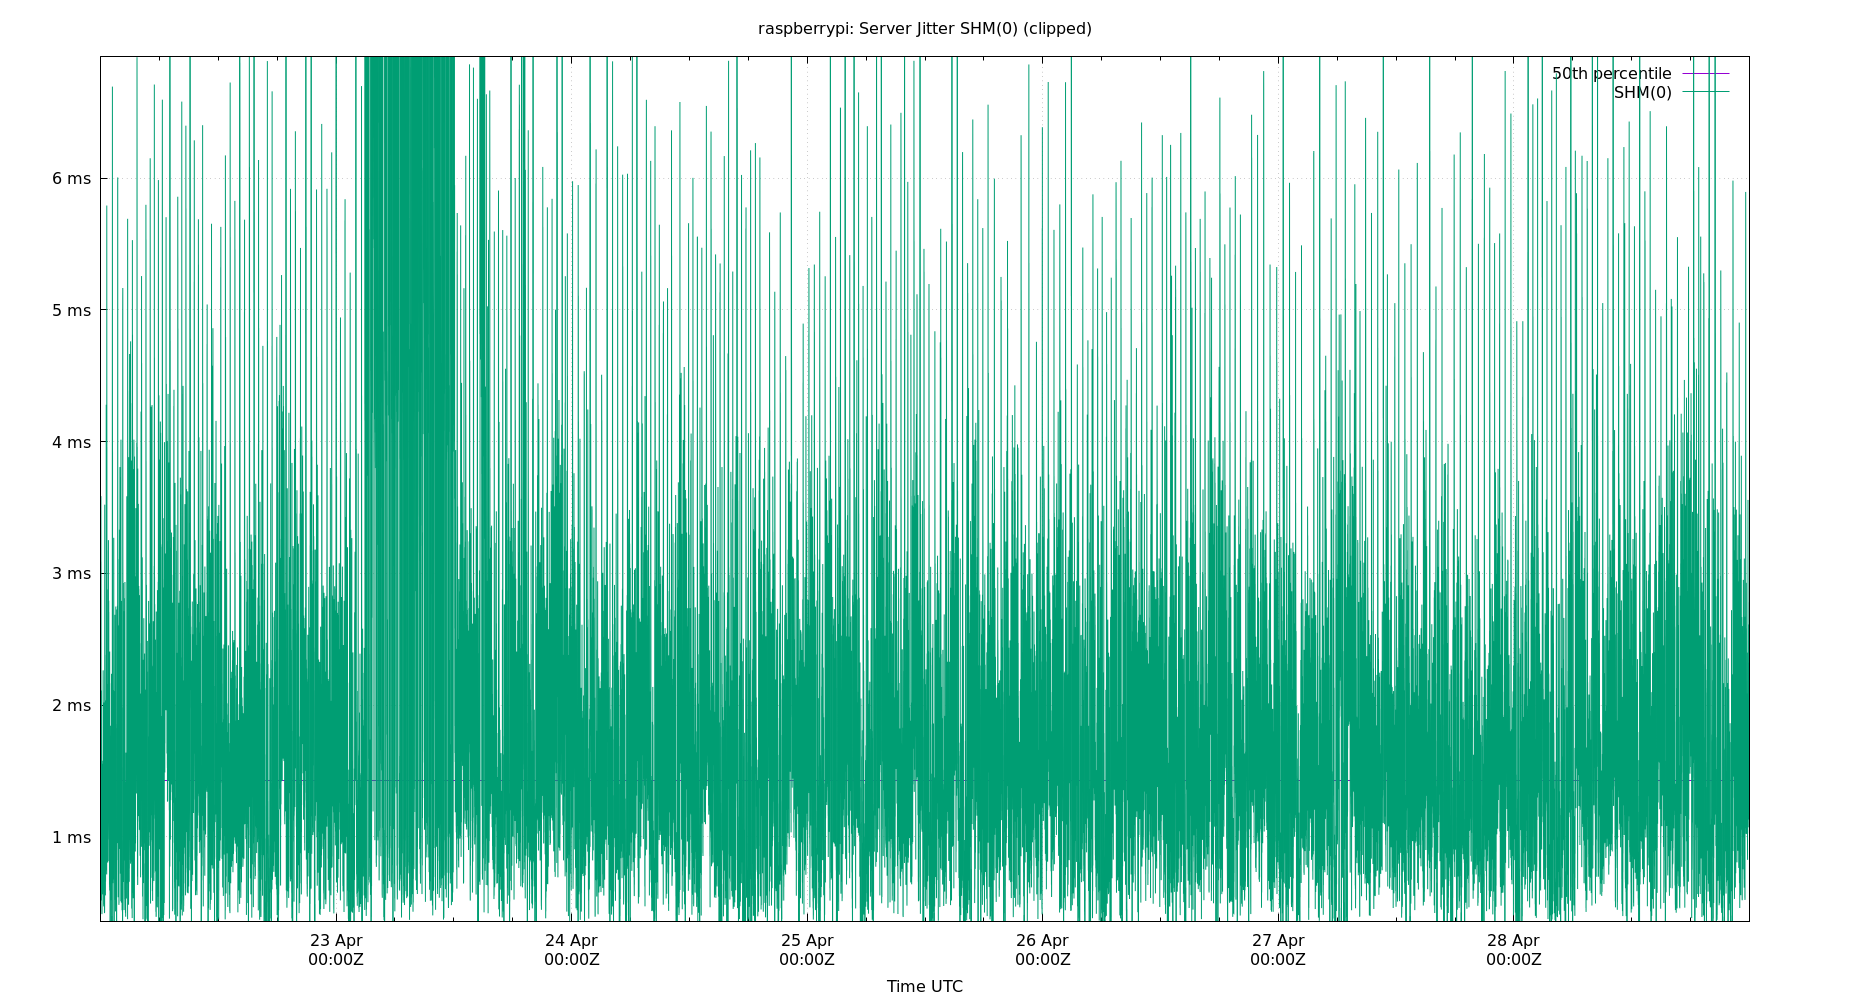 raspberrypi: Server Jitter SHM(0) (clipped)
50th percentile
SHM(0)
6 ms
5 ms
4 ms
3 ms
2 ms
1 ms
23 Apr 24 Apr 25 Apr 26 Apr 27 Apr 28 Apr
00:00Z 00:00Z 00:00Z 00:00Z 00:00Z 00:00Z
Time UTC